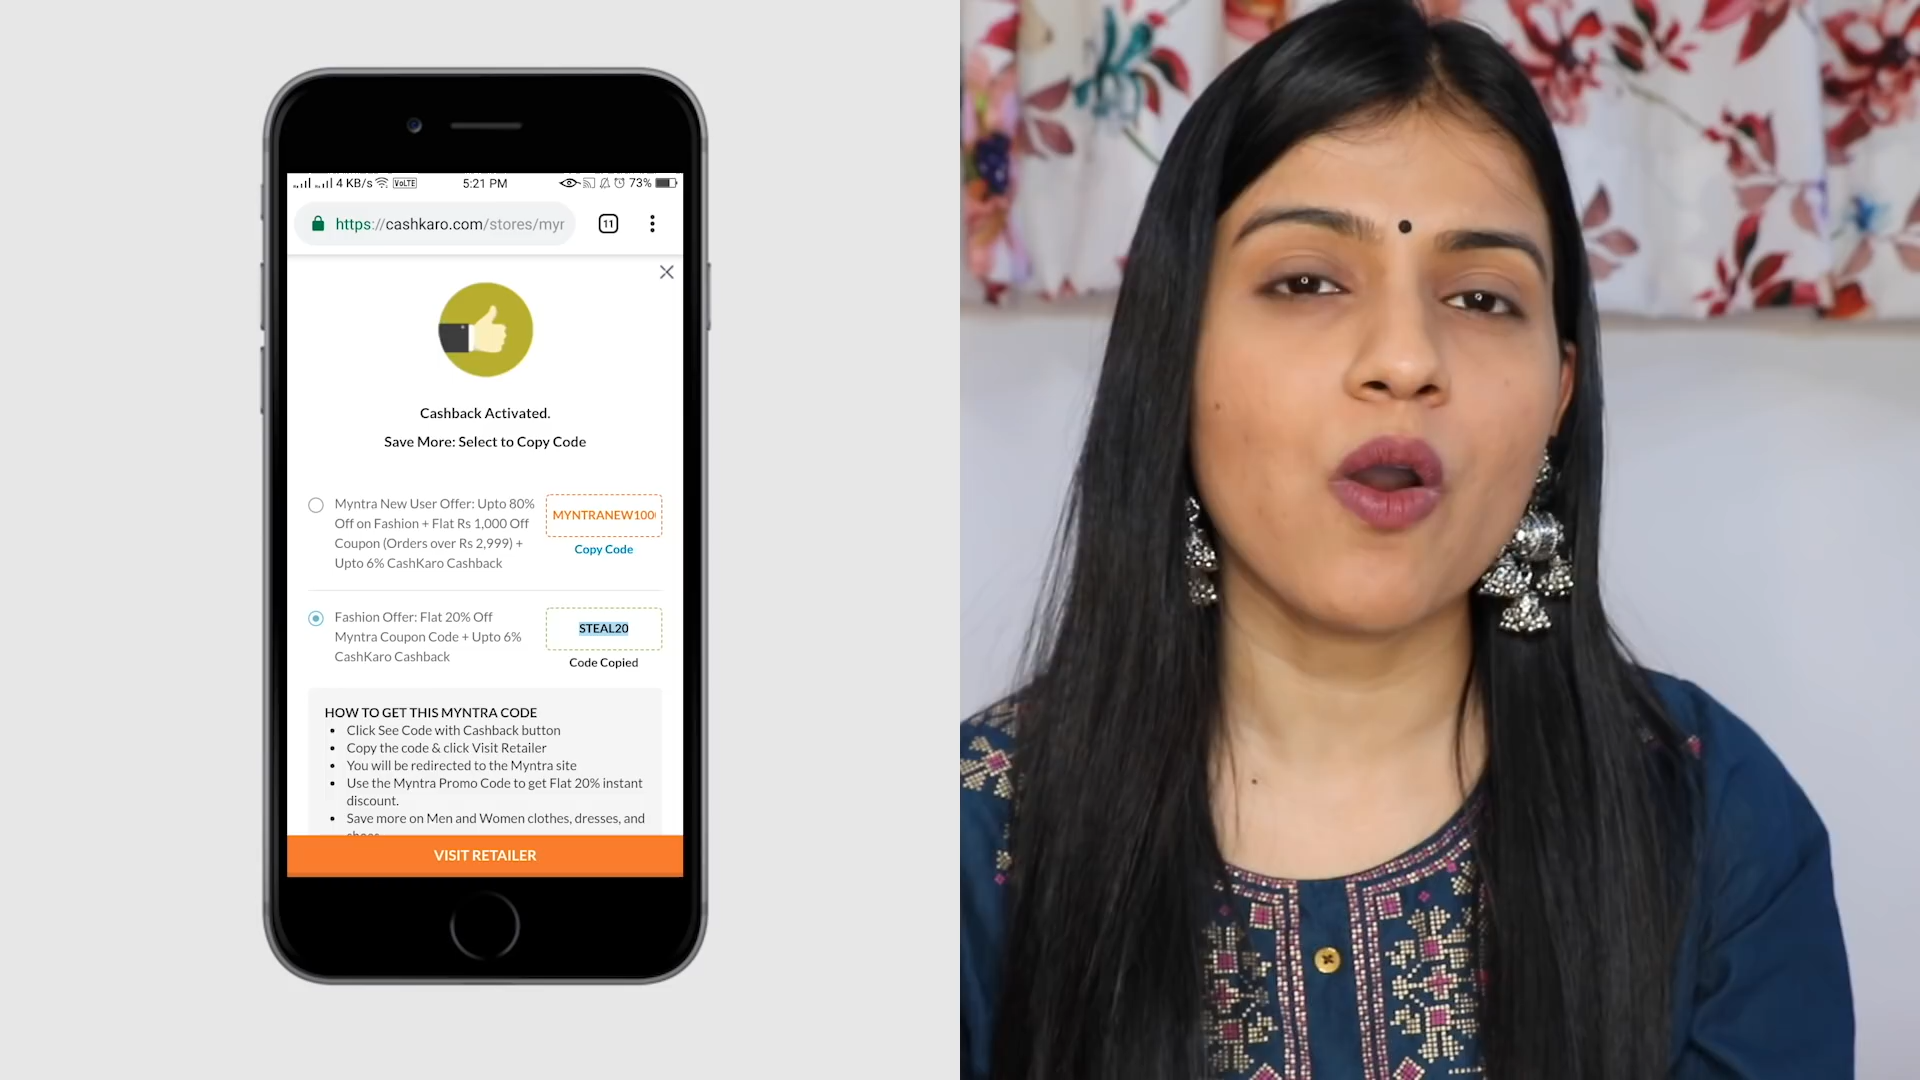 4 KB/s VoLTE 5:21 PM 73%
https://cashkaro.com/stores/myr 11
Cashback Activated.
Save More: Select to Copy Code
Myntra New User Offer: Upto 80%
Off on Fashion + Flat Rs 1,000 Off
Coupon (Orders over Rs 2,999) +
Upto 6% CashKaro Cashback
MYNTRANEW100
Copy Code
Fashion Offer: Flat 20% Off
Myntra Coupon Code + Upto 6%
CashKaro Cashback
STEAL20
Code Copied
HOW TO GET THIS MYNTRA CODE
• Click See Code with Cashback button
• Copy the code & click Visit Retailer
• You will be redirected to the Myntra site
• Use the Myntra Promo Code to get Flat 20% instant
discount.
• Save more on Men and Women clothes, dresses, and
VISIT RETAILER